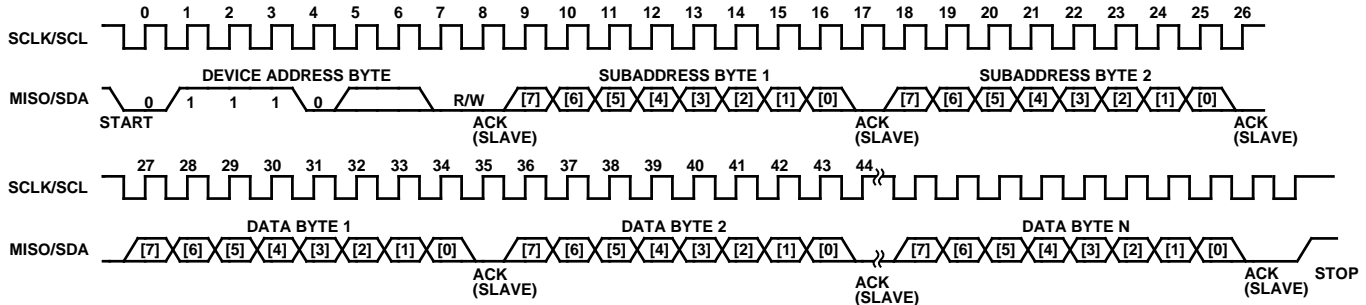 0 1 2 3 4 5 6 7 8 9 10 11 12 13 14 15 16 17 18 19 20 21 22 23 24 25 26
SCLK/SCL
DEVICE ADDRESS BYTE SUBADDRESS BYTE 1 SUBADDRESS BYTE 2
MISO/SDA 0 1 1 1 0 R/W [7] [6] [5] [4] [3] [2] [1] [0] [7] [6] [5] [4] [3] [2] [1] [0]
START ACK (SLAVE) ACK (SLAVE) ACK (SLAVE)
27 28 29 30 31 32 33 34 35 36 37 38 39 40 41 42 43 44
SCLK/SCL
DATA BYTE 1 DATA BYTE 2 DATA BYTE N
MISO/SDA [7] [6] [5] [4] [3] [2] [1] [0] [7] [6] [5] [4] [3] [2] [1] [0] [7] [6] [5] [4] [3] [2] [1] [0]
ACK (SLAVE) ACK (SLAVE) ACK (SLAVE) STOP